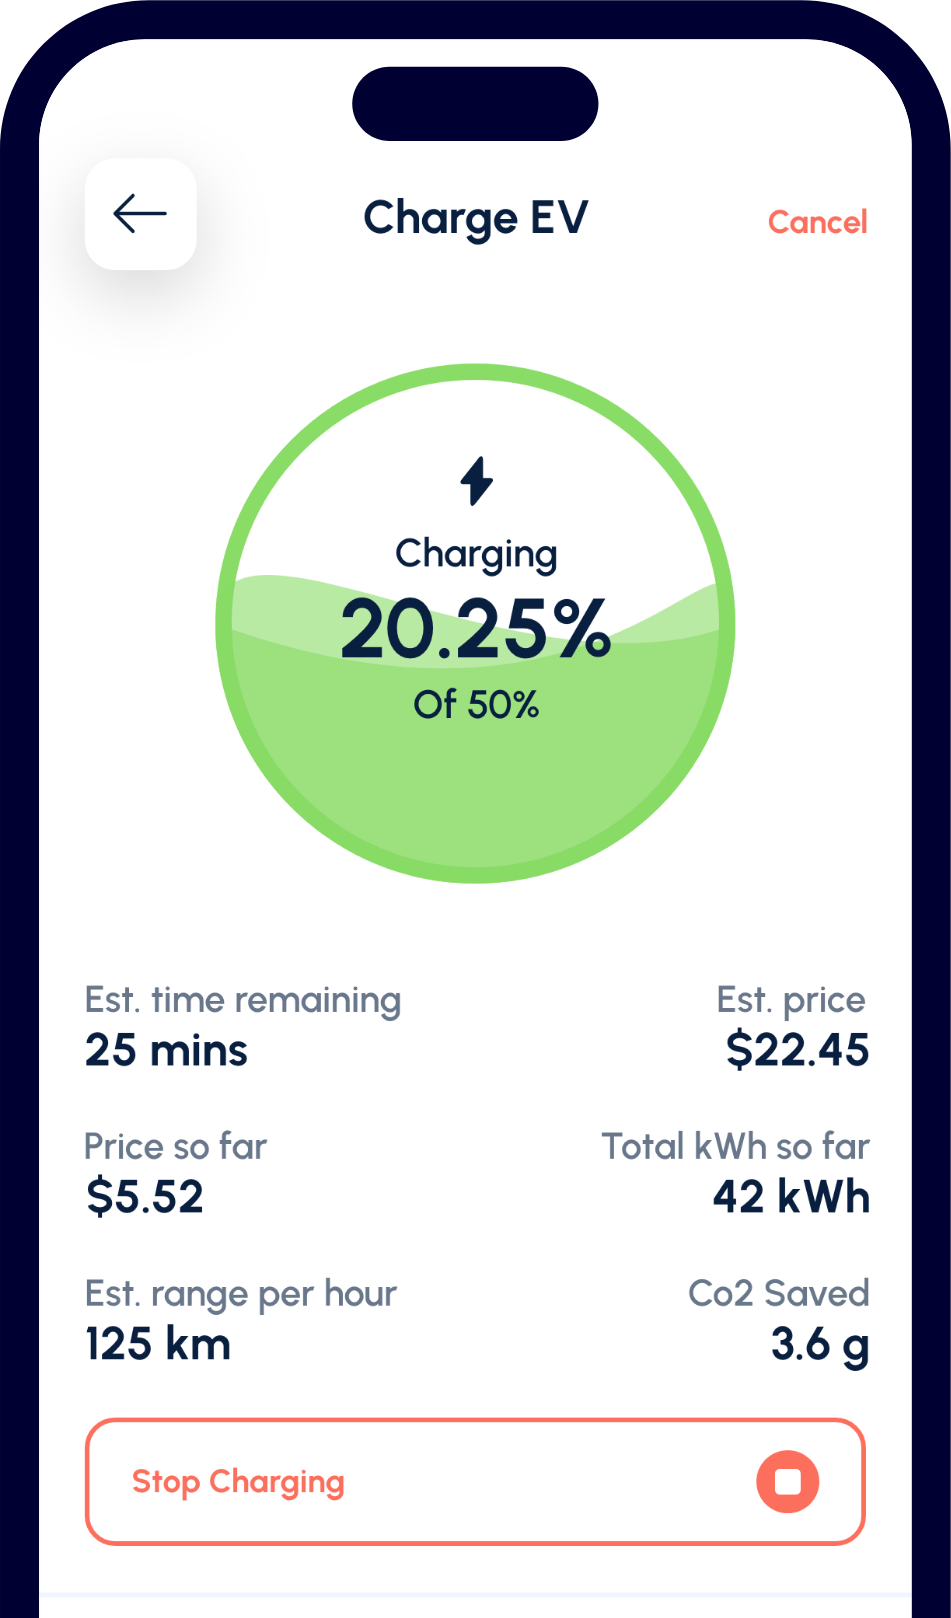 Charge EV
Cancel
Charging
20.25%
Of 50%
Est. time remaining
25 mins
Est. price
$22.45
Price so far
$5.52
Total kWh so far
42 kWh
Est. range per hour
125 km
Co2 Saved
3.6 g
Stop Charging